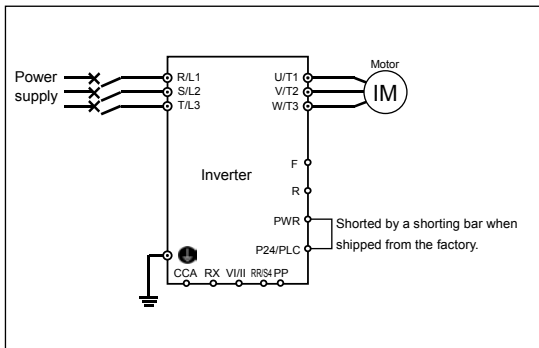 Motor
Power
supply
R/L1
S/L2
T/L3
U/T1
V/T2
W/T3
IM
Inverter
F
R
PWR
P24/PLC
Shorted by a shorting bar when
shipped from the factory.
CCA RX VI/II RR/S4 PP